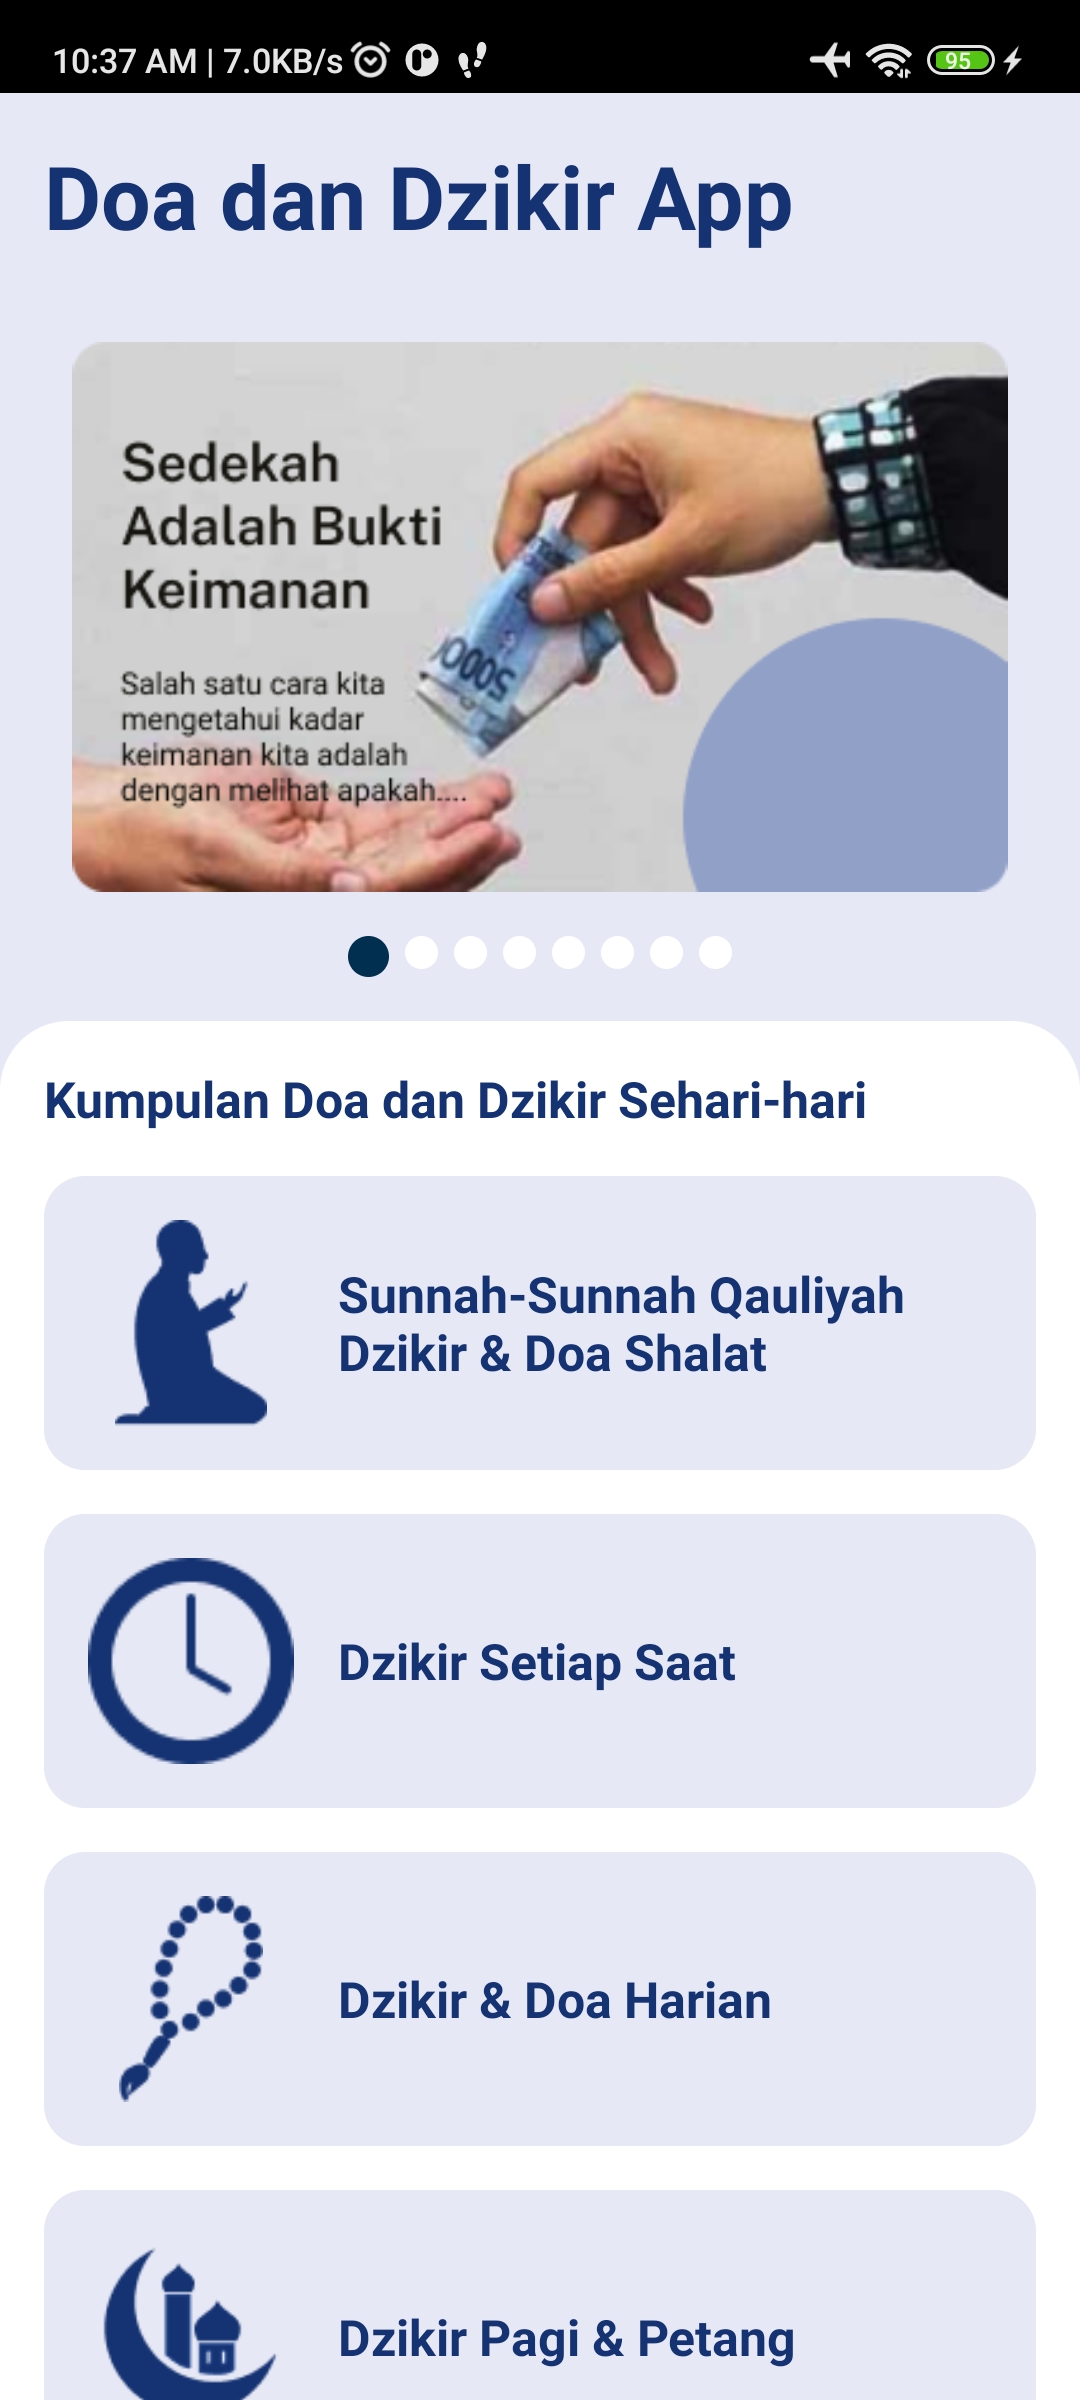 10:37 AM | 7.0KB/s
95
Doa dan Dzikir App
Sedekah
Adalah Bukti
Keimanan
50000
Salah satu cara kita
mengetahui kadar
keimanan kita adalah
dengan melihat apakah....
Kumpulan Doa dan Dzikir Sehari-hari
Sunnah-Sunnah Qauliyah
Dzikir & Doa Shalat
Dzikir Setiap Saat
Dzikir & Doa Harian
Dzikir Pagi & Petang